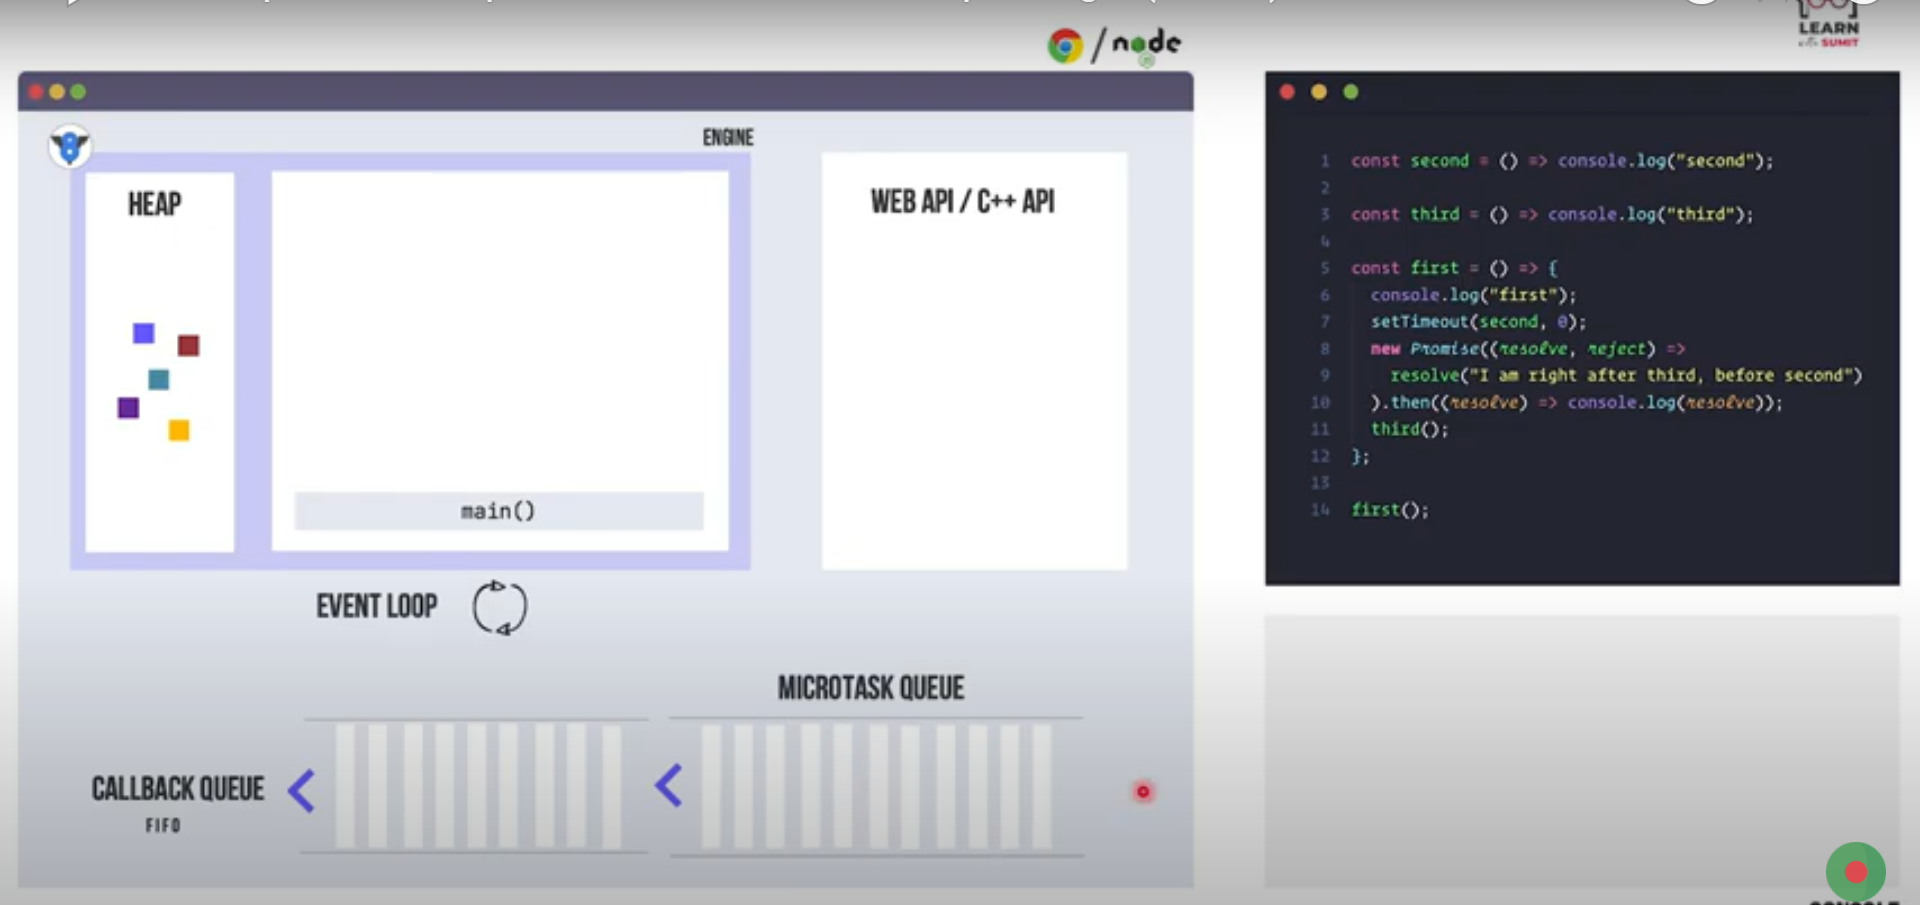 node
LEARN
SUMIT
ENGINE
HEAP
WEB API / C++ API
main()
EVENT LOOP
MICROTASK QUEUE
CALLBACK QUEUE
FIFO
1 const second = () => console.log("second");
2
3 const third = () => console.log("third");
4
5 const first = () => {
6 console.log("first");
7 setTimeout(second, 0);
8 new Promise((resolve, reject) =>
9 resolve("I am right after third, before second")
10 ).then((resolve) => console.log(resolve));
11 third();
12 };
13
14 first();